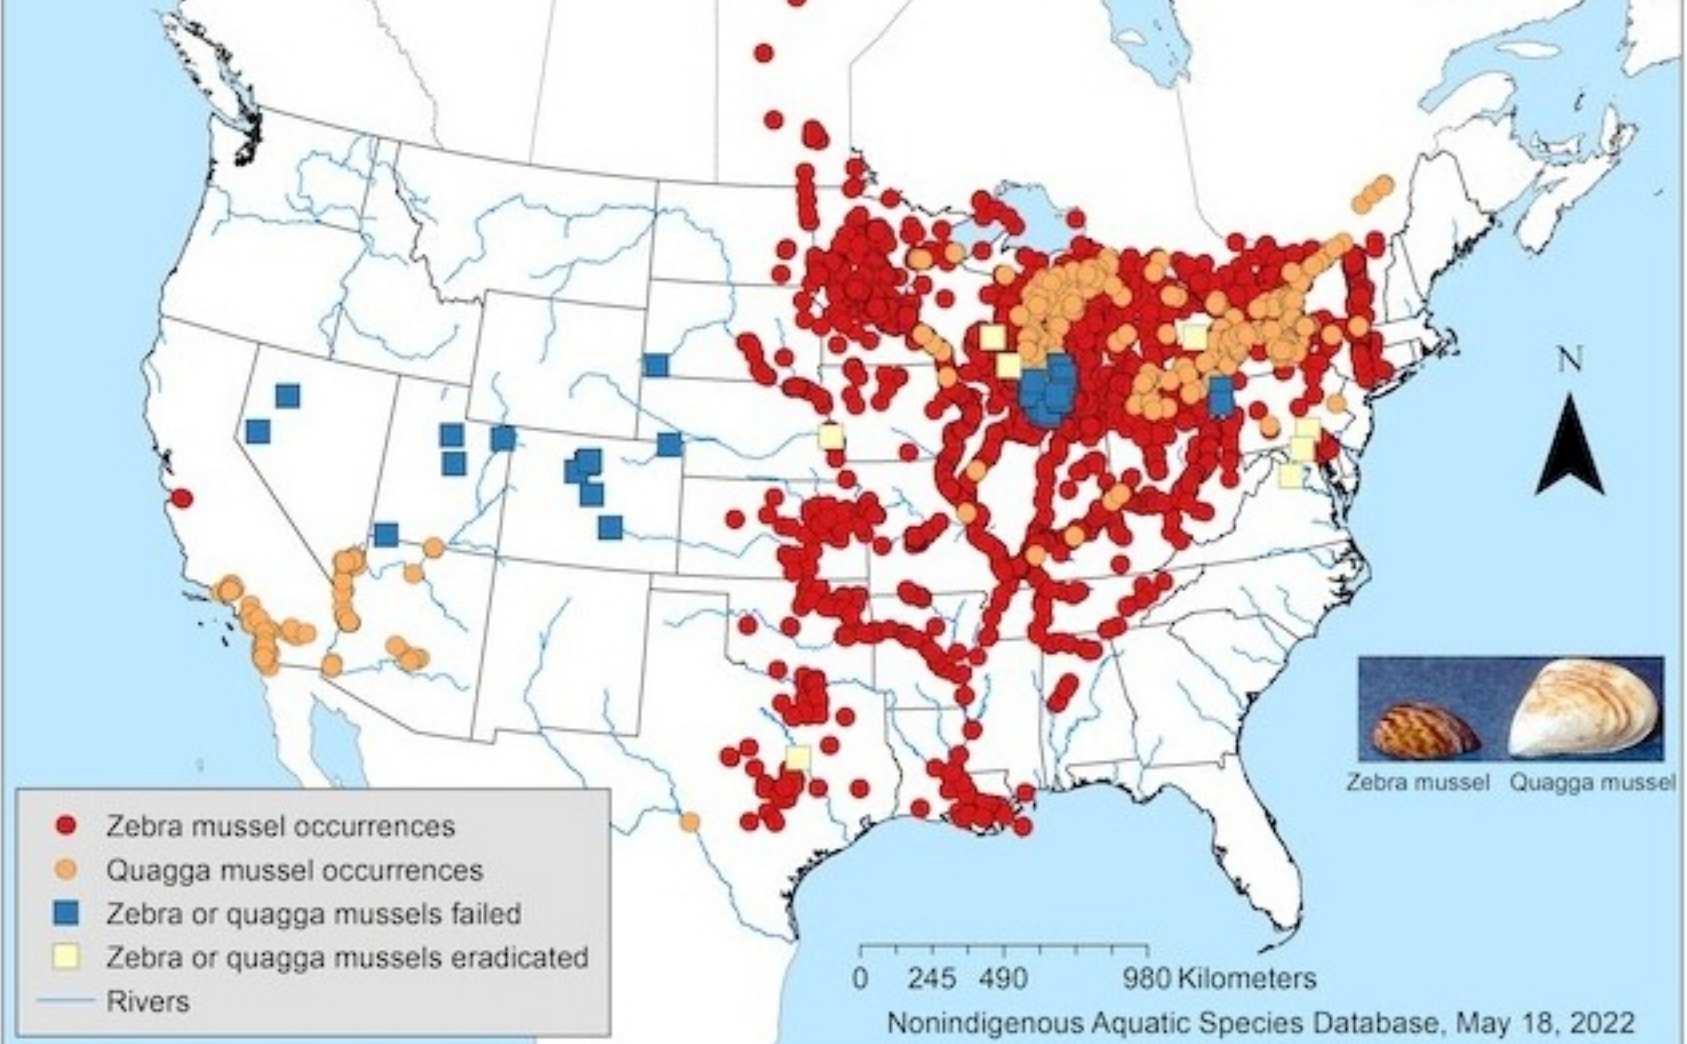 N
Zebra mussel Quagga mussel
Zebra mussel occurrences
Quagga mussel occurrences
Zebra or quagga mussels failed
Zebra or quagga mussels eradicated
Rivers
0 245 490 980 Kilometers
Nonindigenous Aquatic Species Database, May 18, 2022